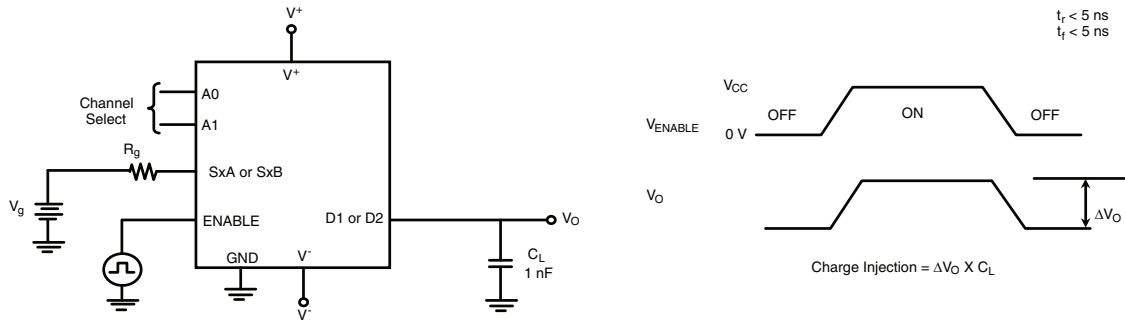 V+
V+
Channel
Select
A0
A1
Rg
SxA or SxB
Vg
ENABLE
D1 or D2
VO
GND
V-
CL
1 nF
V-
tr < 5 ns
tf < 5 ns
VCC
OFF
ON
OFF
VENABLE
0 V
VO
ΔVO
Charge Injection = ΔVO X CL